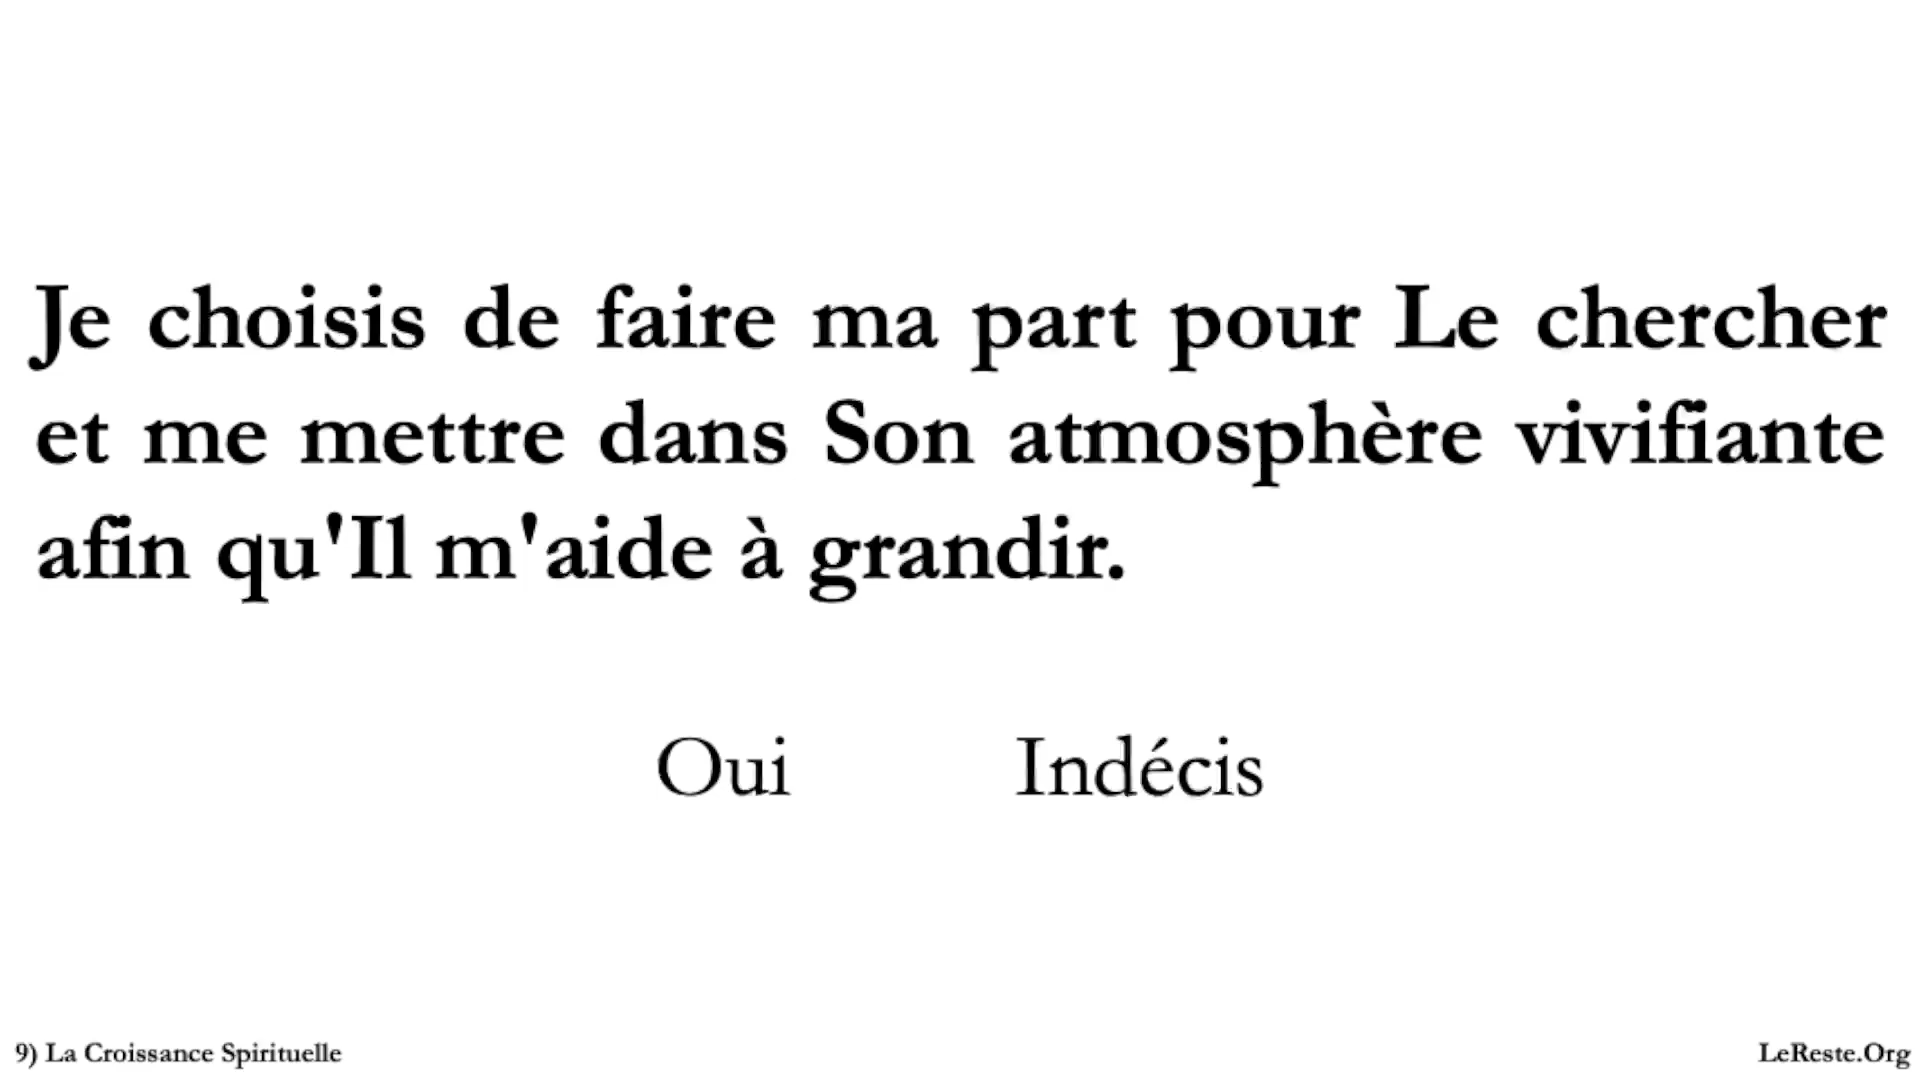 Je choisis de faire ma part pour Le chercher
et me mettre dans Son atmosphère vivifiante
afin qu'Il m'aide à grandir.
Oui Indécis
9) La Croissance Spirituelle LeReste.Org